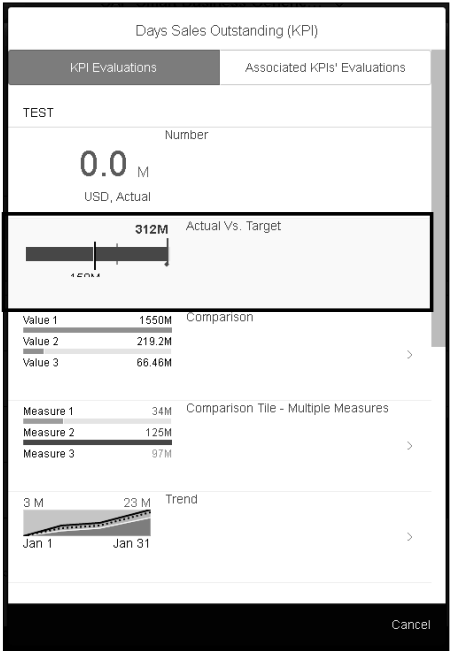 Days Sales Outstanding (KPI)
KPI Evaluations
Associated KPIs' Evaluations
TEST
Number
0.0 M
USD, Actual
312M
Actual Vs. Target
Comparison
Value 1 1550M
Value 2 219.2M
Value 3 66.46M
Comparison Tile - Multiple Measures
Measure 1 34M
Measure 2 125M
Measure 3 97M
Trend
3 M 23 M
Jan 1 Jan 31
Cancel